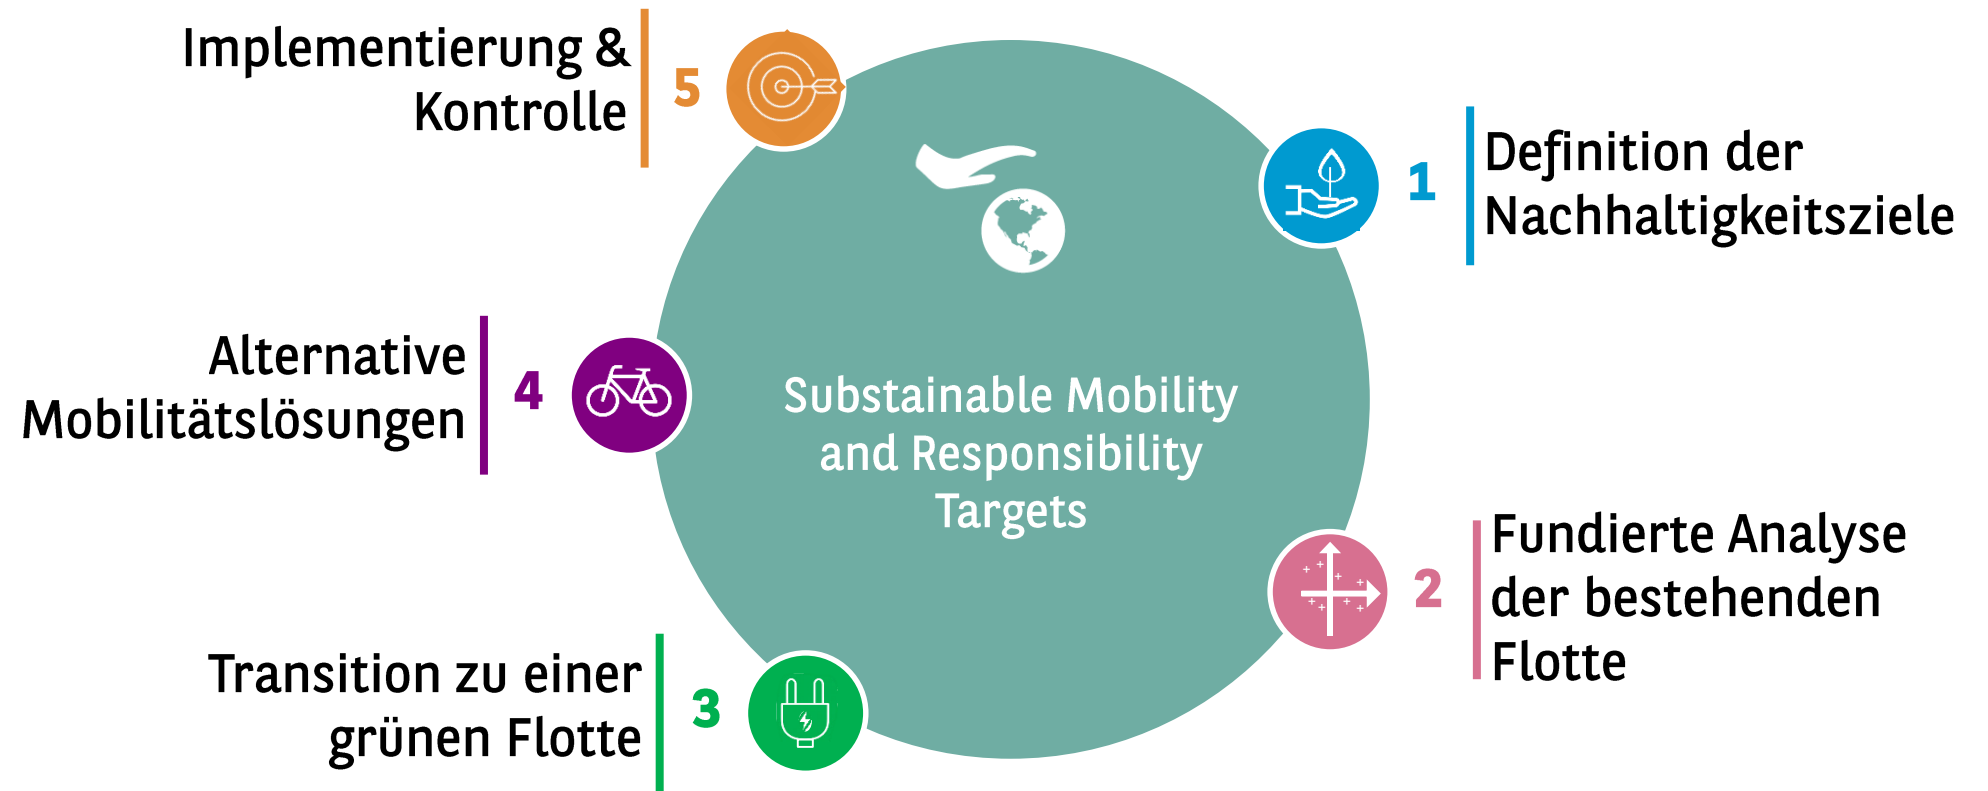 Implementierung &
Kontrolle
5
1
Definition der
Nachhaltigkeitsziele
Alternative
Mobilitätslösungen
4
Substainable Mobility
and Responsibility
Targets
2
Fundierte Analyse
der bestehenden
Flotte
Transition zu einer
grünen Flotte
3